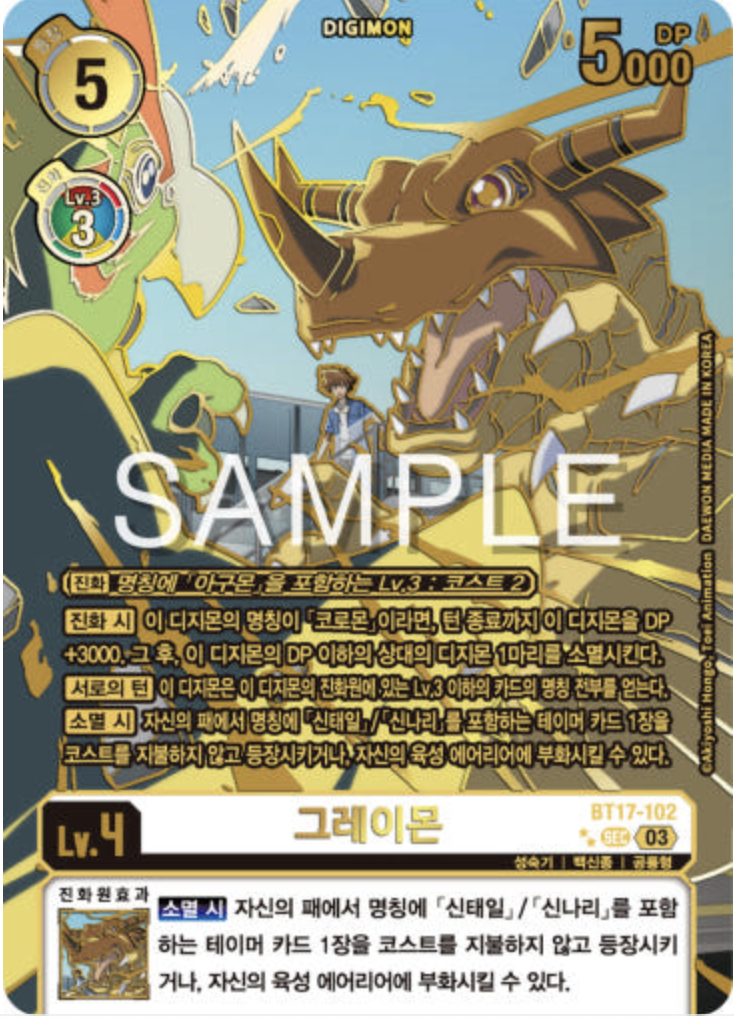 DIGIMON
등장
5
DP
5000
진화
Lv.3
3
SAMPLE
진화 명칭에 「아구몬」을 포함하는 Lv.3 : 코스트 2
진화 시 이 디지몬의 명칭이 「코로몬」이라면, 턴 종료까지 이 디지몬을 DP
+3000. 그 후, 이 디지몬의 DP 이하의 상대의 디지몬 1마리를 소멸시킨다.
서로의 턴 이 디지몬은 이 디지몬의 진화원에 있는 Lv.3 이하의 카드의 명칭 전부를 얻는다.
소멸 시 자신의 패에서 명칭에 「신태일」/「신나리」를 포함하는 테이머 카드 1장을
코스트를 지불하지 않고 등장시키거나, 자신의 육성 에어리어에 부화시킬 수 있다.
©Akiyoshi Hongo, Toei Animation DAEWON MEDIA MADE IN KOREA
Lv.4
그레이몬
BT17-102
SEC 03
성숙기 | 백신종 | 공룡형
진화원효과
소멸 시 자신의 패에서 명칭에 「신태일」/「신나리」를 포함
하는 테이머 카드 1장을 코스트를 지불하지 않고 등장시키
거나, 자신의 육성 에어리어에 부화시킬 수 있다.